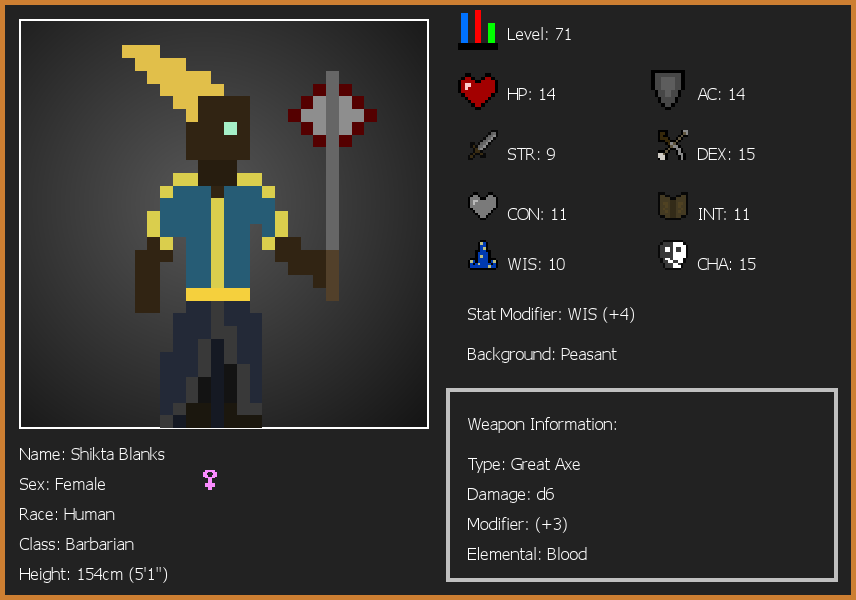 Level: 71
HP: 14
AC: 14
STR: 9
DEX: 15
CON: 11
INT: 11
WIS: 10
CHA: 15
Stat Modifier: WIS (+4)
Background: Peasant
Weapon Information:
Type: Great Axe
Damage: d6
Modifier: (+3)
Elemental: Blood
Name: Shikta Blanks
Sex: Female
Race: Human
Class: Barbarian
Height: 154cm (5'1")